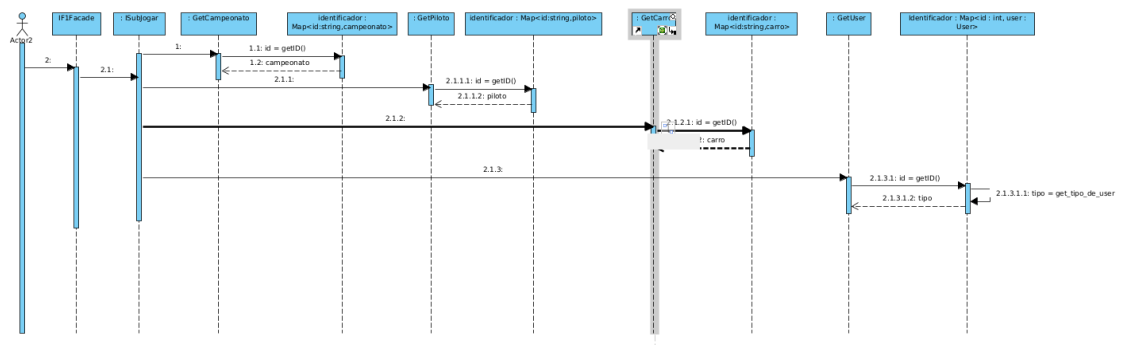 Actor2
IF1Facade
: ISubJogar
: GetCampeonato
identificador :
Map<id:string,campeonato>
: GetPiloto
identificador : Map<id:string,piloto>
: GetCarro
identificador :
Map<id:string,carro>
: GetUser
identificador : Map<id : int, user :
User>
2:
2.1:
1:
1.1: id = getID()
1.2: campeonato
2.1.1:
2.1.1.1: id = getID()
2.1.1.2: piloto
2.1.2:
2.1.2.1: id = getID()
: carro
2.1.3:
2.1.3.1: id = getID()
2.1.3.1.1: tipo = get_tipo_de_user
2.1.3.1.2: tipo